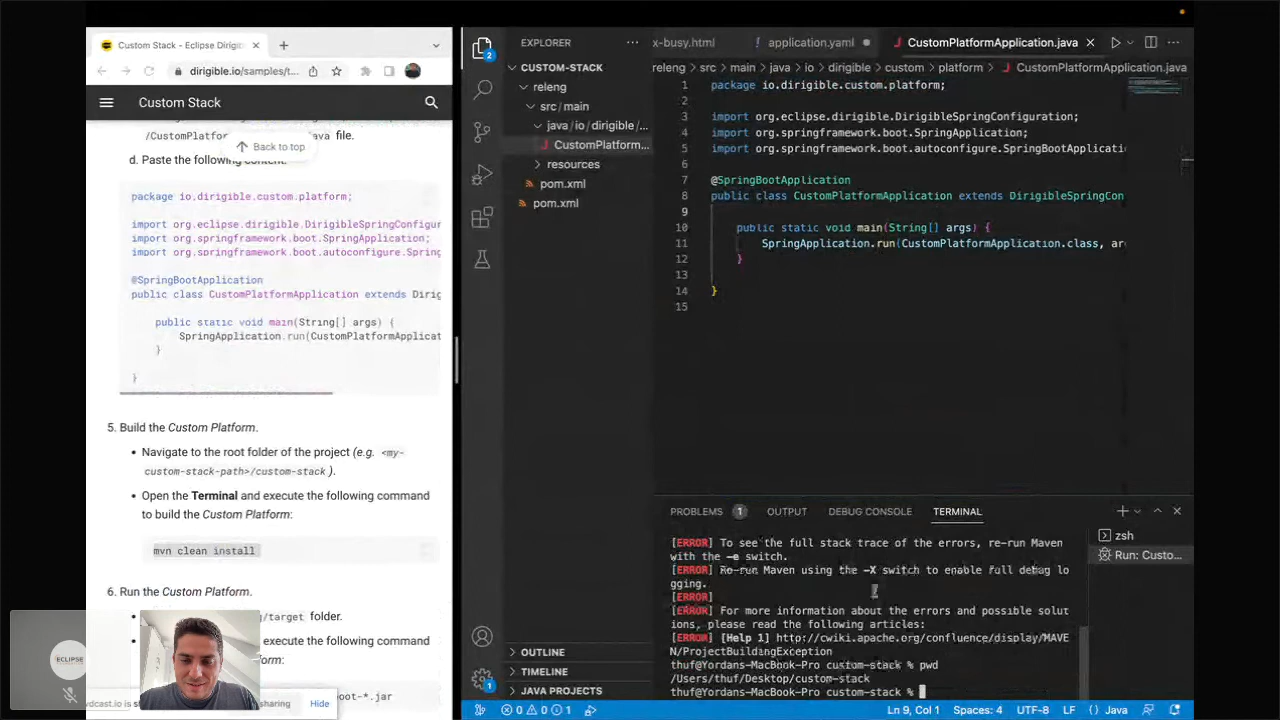 Custom Stack - Eclipse Dirigib
dirigible.io/samples/t...
Custom Stack
/CustomPlatfor
ava file.
Back to top
d. Paste the following content:
package io.dirigible.custom.platform;
import org.eclipse.dirigible.DirigibleSpringConfigur
import org.springframework.boot.SpringApplication;
import org.springframework.boot.autoconfigure.Spring
@SpringBootApplication
public class CustomPlatformApplication extends Dirig
public static void main(String[] args) {
SpringApplication.run(CustomPlatformApplicat
}
}
5. Build the Custom Platform.
• Navigate to the root folder of the project (e.g. <my-
custom-stack-path>/custom-stack ).
• Open the Terminal and execute the following command
to build the Custom Platform:
mvn clean install
6. Run the Custom Platform.
g/target folder.
execute the following command
form:
oot-*.jar
wdcast.io is s
sharing
Hide
ECLIPSE
EXPLORER
CUSTOM-STACK
releng
src/main
java/io/dirigible/...
CustomPlatform...
resources
pom.xml
pom.xml
OUTLINE
TIMELINE
JAVA PROJECTS
2
1
x-busy.html
application.yaml
CustomPlatformApplication.java
releng > src > main > java > io > dirigible > custom > platform > CustomPlatformApplication.java
1 package io.dirigible.custom.platform;
2
3 import org.eclipse.dirigible.DirigibleSpringConfiguration;
4 import org.springframework.boot.SpringApplication;
5 import org.springframework.boot.autoconfigure.SpringBootApplicatio
6
7 @SpringBootApplication
8 public class CustomPlatformApplication extends DirigibleSpringCon
9
10 public static void main(String[] args) {
11 SpringApplication.run(CustomPlatformApplication.class, ar
12 }
13
14 }
15
PROBLEMS 1 OUTPUT DEBUG CONSOLE TERMINAL
[ERROR] To see the full stack trace of the errors, re-run Maven
with the -e switch.
[ERROR] Re-run Maven using the -X switch to enable full debug lo
gging.
[ERROR]
[ERROR] For more information about the errors and possible solut
ions, please read the following articles:
[ERROR] [Help 1] http://cwiki.apache.org/confluence/display/MAVE
N/ProjectBuildingException
thuf@Yordans-MacBook-Pro custom-stack % pwd
/Users/thuf/Desktop/custom-stack
thuf@Yordans-MacBook-Pro custom-stack %
zsh
Run: Custo...
0 0 1
Ln 9, Col 1 Spaces: 4 UTF-8 LF Java